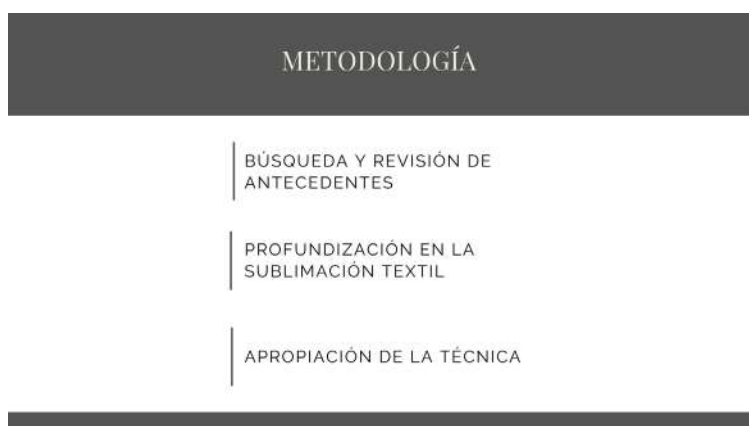 METODOLOGÍA
BÚSQUEDA Y REVISIÓN DE
ANTECEDENTES
PROFUNDIZACIÓN EN LA
SUBLIMACIÓN TEXTIL
APROPIACIÓN DE LA TÉCNICA